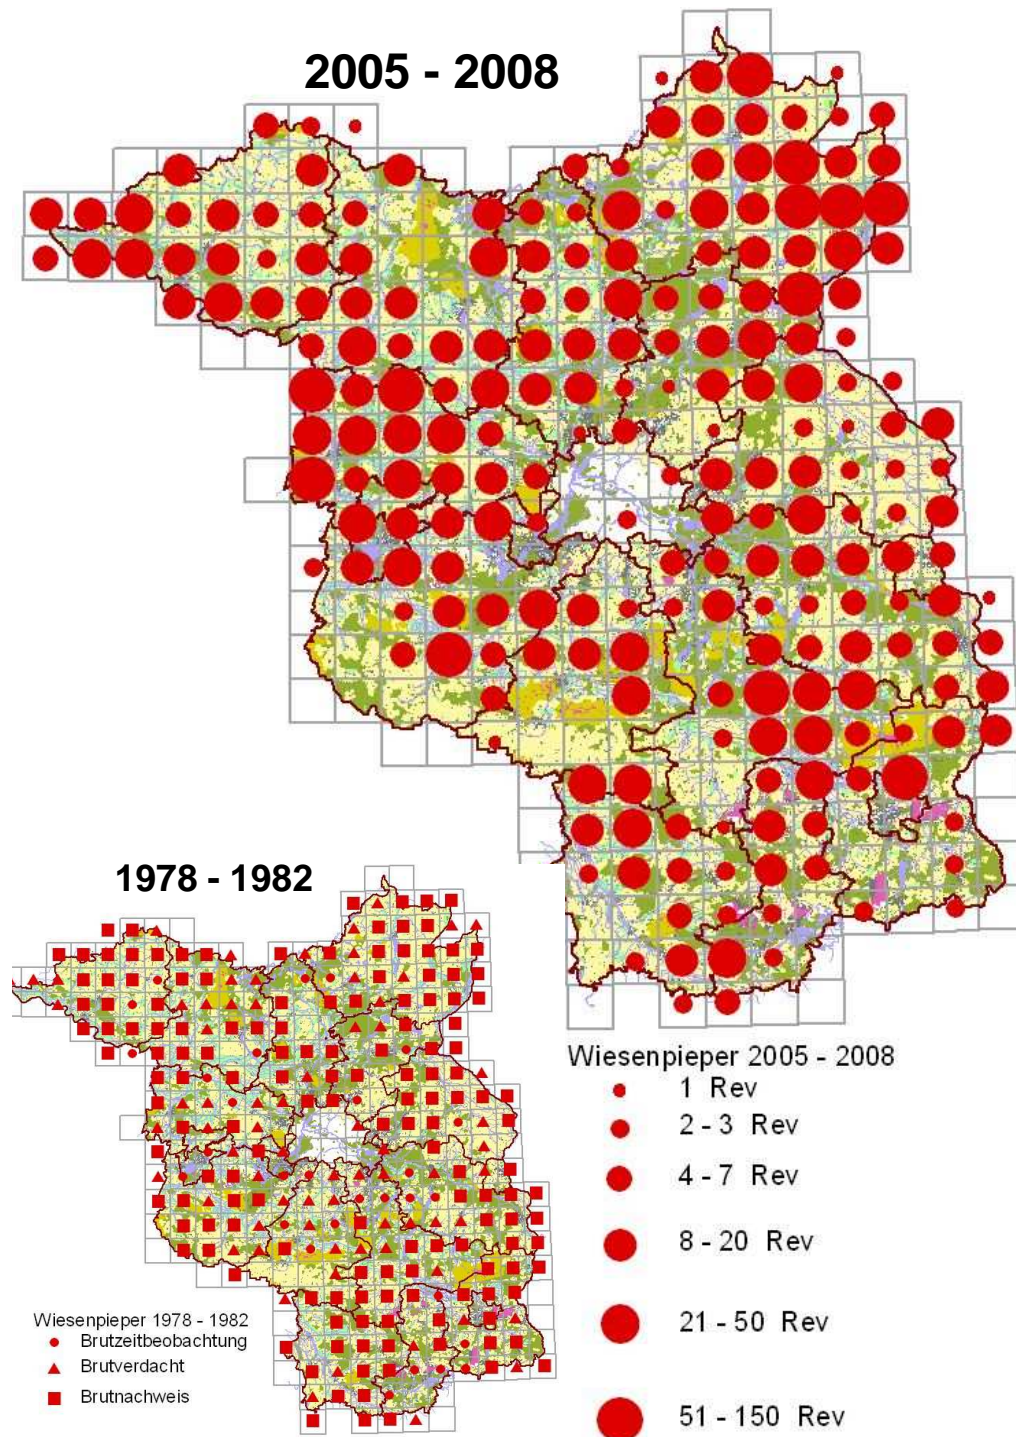 2005 - 2008
1978 - 1982
Wiesenpieper 1978 - 1982
Brutzeitbeobachtung
Brutverdacht
Brutnachweis
Wiesenpieper 2005 - 2008
1 Rev
2 - 3 Rev
4 - 7 Rev
8 - 20 Rev
21 - 50 Rev
51 - 150 Rev